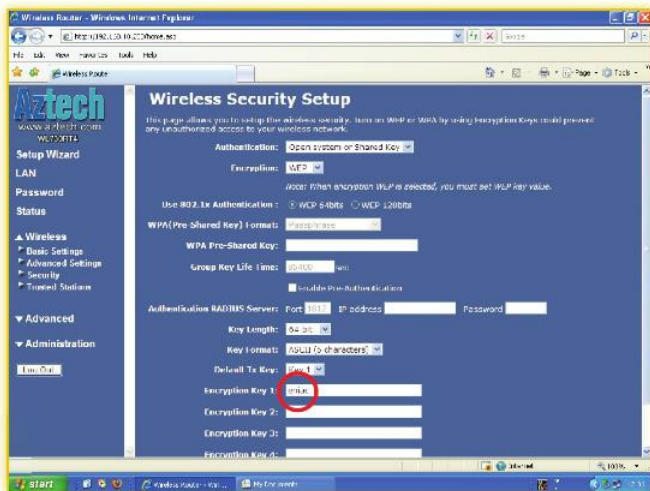 Wireless Router - Windows Internet Explorer
File Edit View Favorites Tools Help
Wireless Router
Page Tools
Aztech
www.aztech.com
WL730RT4
Setup Wizard
LAN
Password
Status
Wireless
Basic Settings
Advanced Settings
Security
Trusted Stations
Advanced
Administration
Log Out
Wireless Security Setup
This page allows you to setup the wireless security. Turn on WEP or WPA by using Encryption Keys could prevent
any unauthorized access to your wireless network.
Authentication: Open system or Shared Key
Encryption: WEP
Note: When encryption WEP is selected, you must set WEP key value.
Use 802.1x Authentication : WEP 64bits WEP 128bits
WPA(Pre Shared Key) Format: Passphrase
WPA Pre-Shared Key:
Group Key Life Time: 86400 sec
Enable Pre-Authentication
Authentication RADIUS Server: Port 1812 IP address Password
Key Length: 64 bit
Key Format: ASCII (5 characters)
Default Tx Key: Key 1
Encryption Key 1:
Encryption Key 2:
Encryption Key 3:
Encryption Key 4:
Internet 100%
start Wireless Router - Win... My Documents